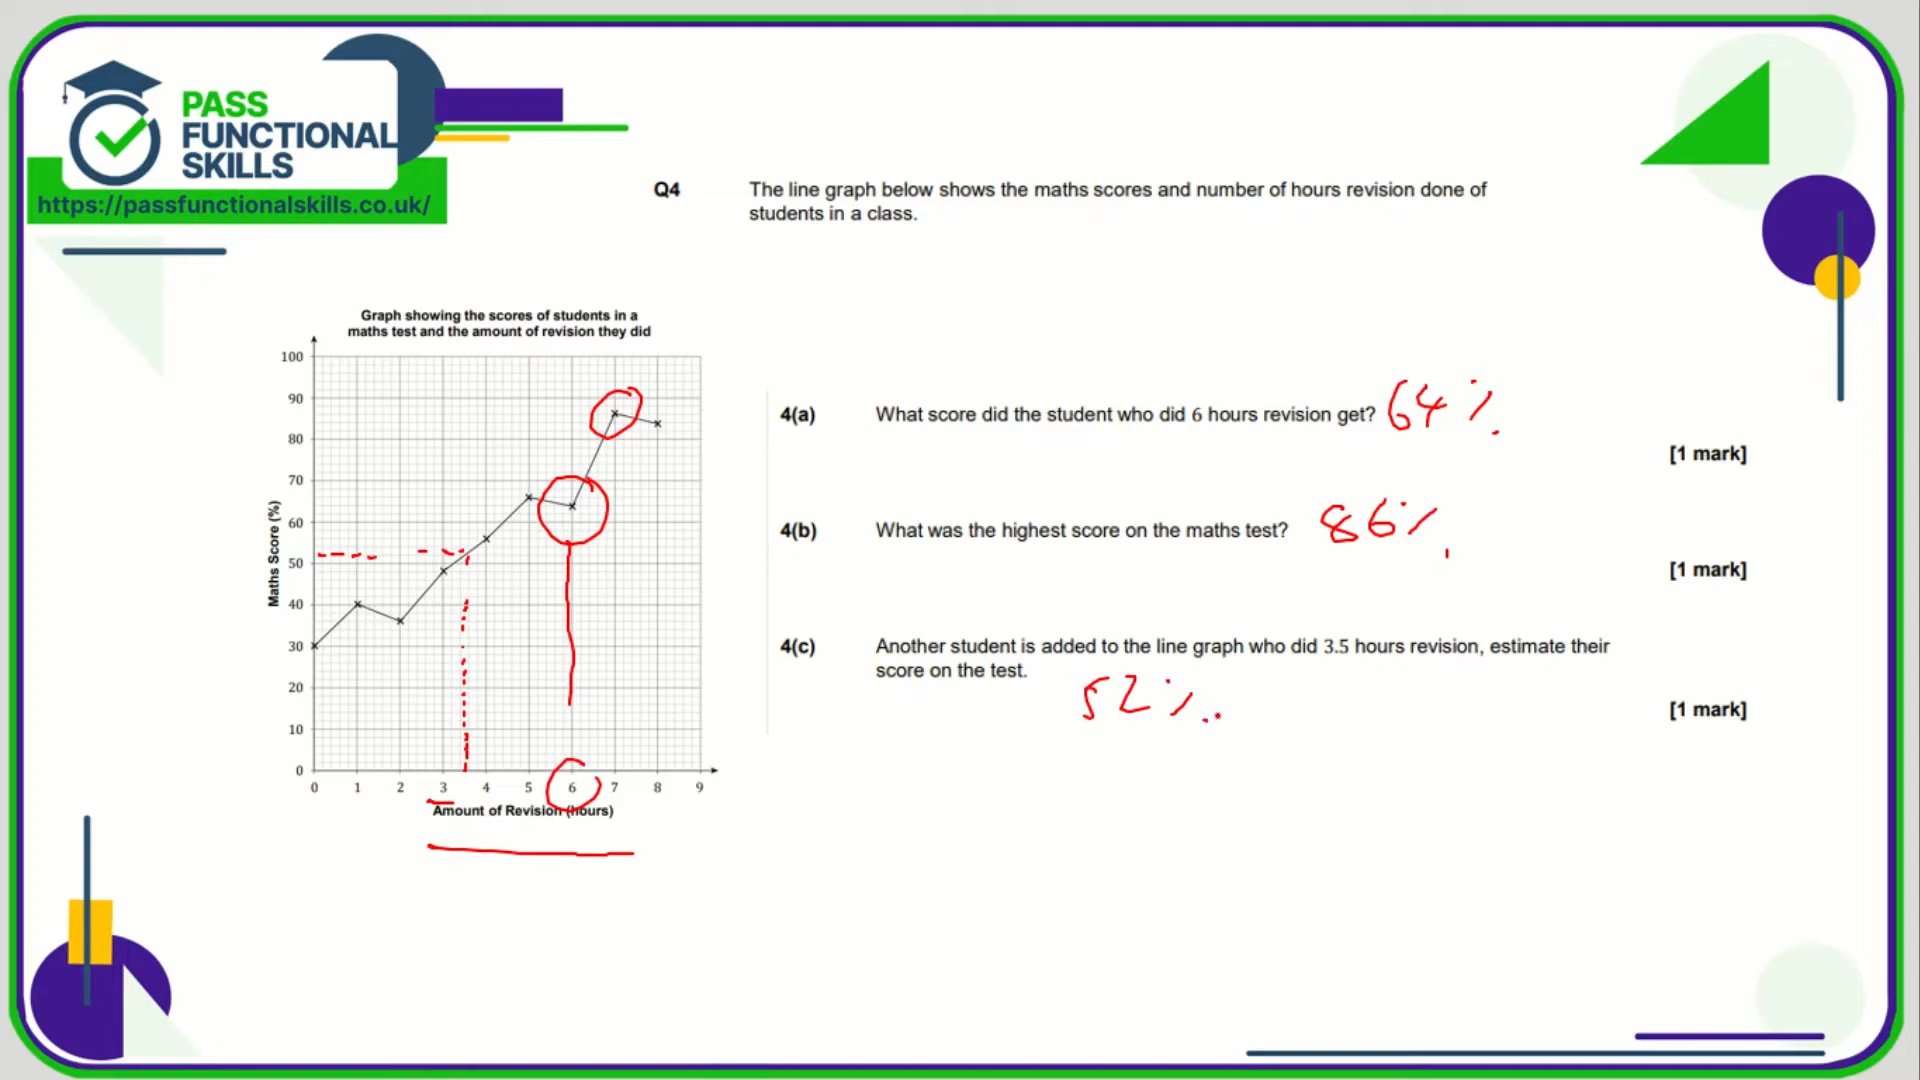 PASS
FUNCTIONAL
SKILLS
https://passfunctionalskills.co.uk/
Q4
The line graph below shows the maths scores and number of hours revision done of
students in a class.
Graph showing the scores of students in a
maths test and the amount of revision they did
Maths Score (%)
100
90
80
70
60
50
40
30
20
10
0
0 1 2 3 4 5 6 7 8 9
Amount of Revision (hours)
4(a) What score did the student who did 6 hours revision get? 64%
[1 mark]
4(b) What was the highest score on the maths test? 86%
[1 mark]
4(c) Another student is added to the line graph who did 3.5 hours revision, estimate their
score on the test.
52%
[1 mark]